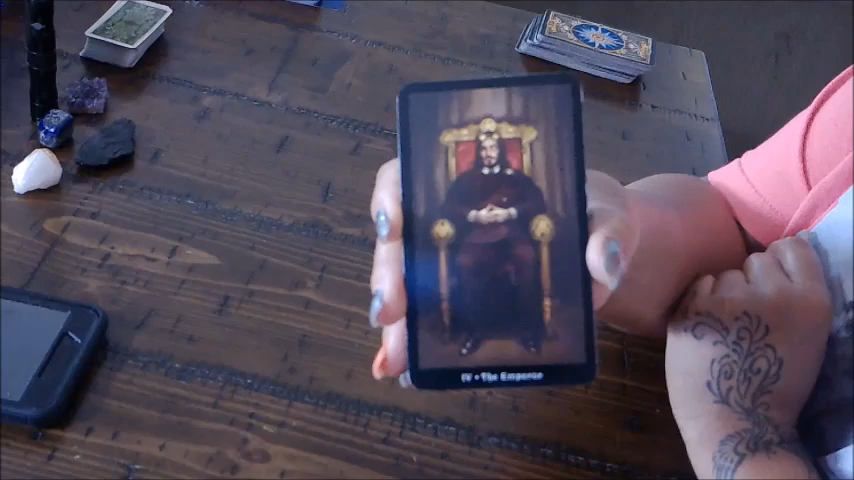 IV • The Emperor